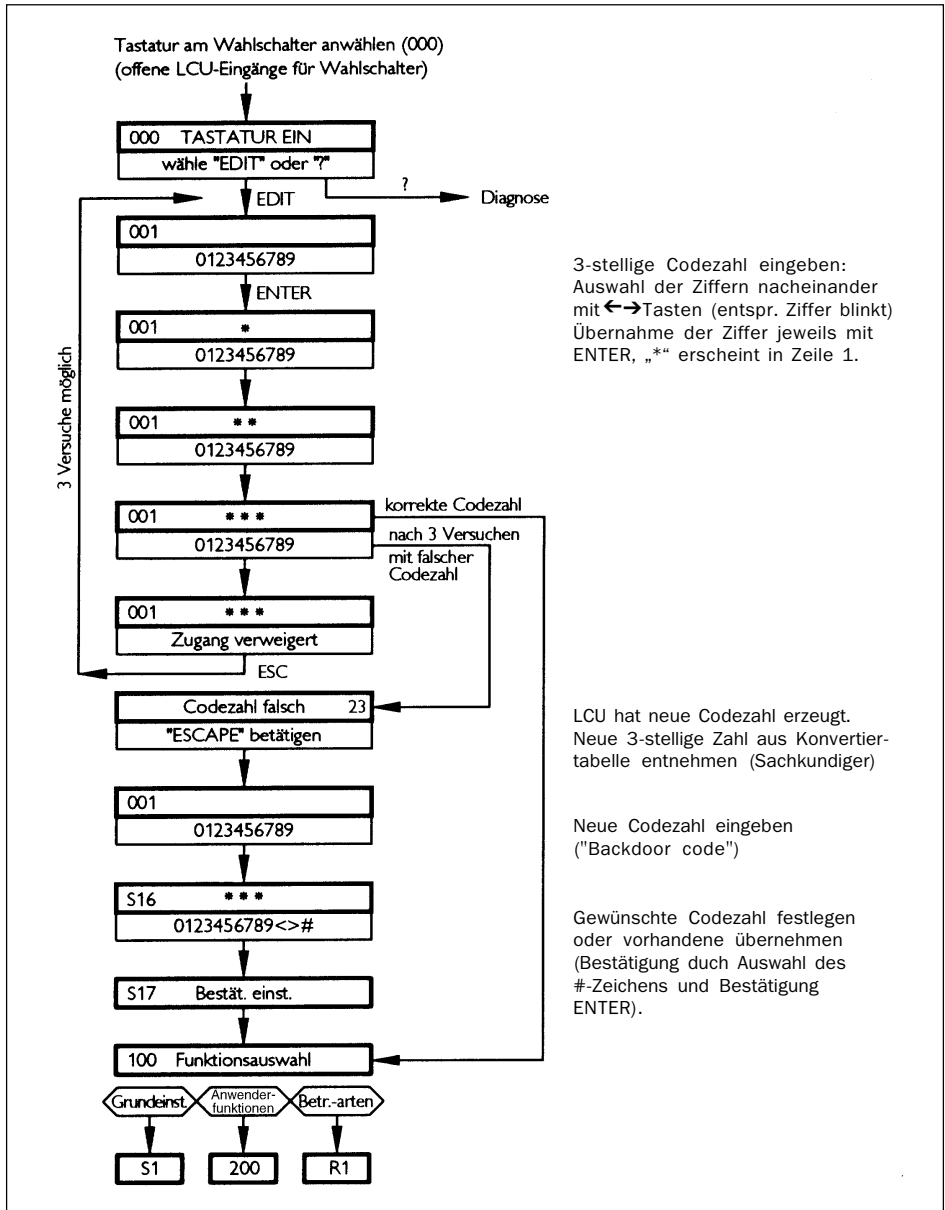 Tastatur am Wahlschalter anwählen (000)
(offene LCU-Eingänge für Wahlschalter)
000 TASTATUR EIN
wähle "EDIT" oder "?"
?
EDIT
Diagnose
001
0123456789
ENTER
3-stellige Codezahl eingeben:
Auswahl der Ziffern nacheinander
mit ←→Tasten (entspr. Ziffer blinkt)
Übernahme der Ziffer jeweils mit
ENTER, „*“ erscheint in Zeile 1.
001 *
0123456789
3 Versuche möglich
001 * *
0123456789
001 * * *
0123456789
korrekte Codezahl
nach 3 Versuchen
mit falscher
Codezahl
001 * * *
Zugang verweigert
ESC
Codezahl falsch 23
"ESCAPE" betätigen
LCU hat neue Codezahl erzeugt.
Neue 3-stellige Zahl aus Konvertier-
tabelle entnehmen (Sachkundiger)
001
0123456789
Neue Codezahl eingeben
("Backdoor code")
S16 * * *
0123456789<>#
Gewünschte Codezahl festlegen
oder vorhandene übernehmen
(Bestätigung duch Auswahl des
#-Zeichens und Bestätigung
ENTER).
S17 Bestät. einst.
100 Funktionsauswahl
Grundeinst.
Anwender-
funktionen
Betr.-arten
S1
200
R1